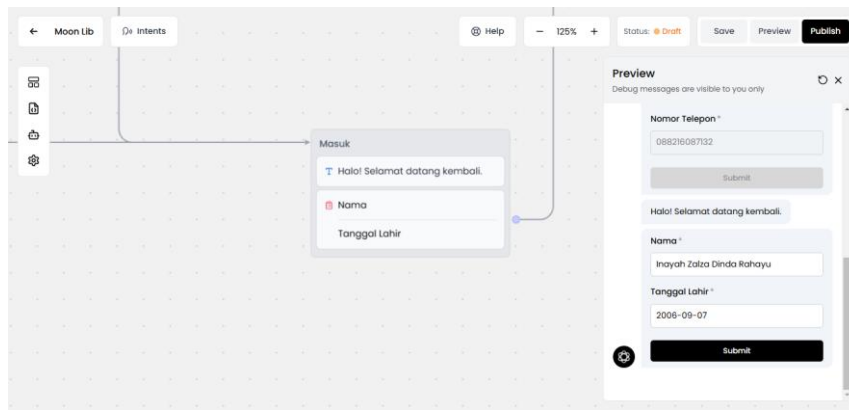 Moon Lib
Intents
Help
− 125% +
Status: Draft
Save
Preview
Publish
Masuk
Halo! Selamat datang kembali.
Nama
Tanggal Lahir
Preview
Debug messages are visible to you only
Nomor Telepon *
088216087132
Submit
Halo! Selamat datang kembali.
Nama *
Inayah Zalza Dinda Rahayu
Tanggal Lahir *
2006-09-07
Submit